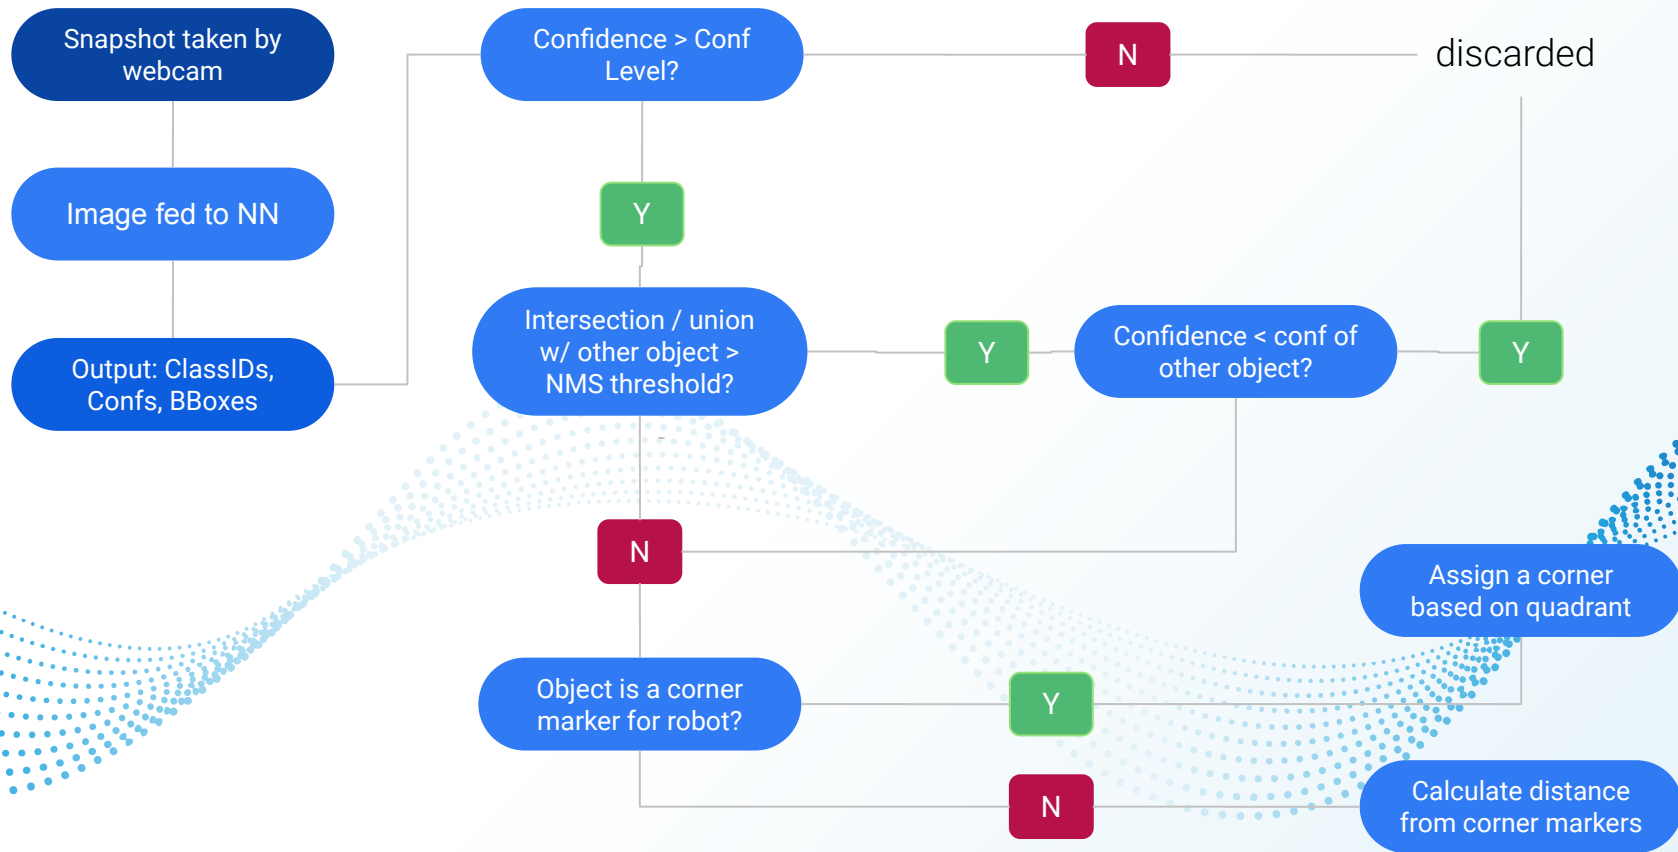 Snapshot taken by
webcam
Confidence > Conf
Level?
N
discarded
Image fed to NN
Y
Output: ClassIDs,
Confs, BBoxes
Intersection / union
w/ other object >
NMS threshold?
Y
Confidence < conf of
other object?
Y
N
Assign a corner
based on quadrant
Object is a corner
marker for robot?
Y
N
Calculate distance
from corner markers